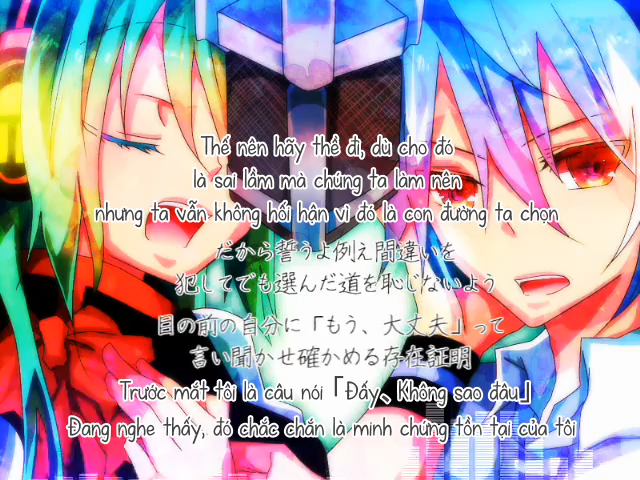 Thế nên hãy thề đi, dù cho đó
là sai lầm mà chúng ta làm nên
nhưng ta vẫn không hối hận vì đó là con đường ta chọn
だから誓うよ例え間違いを
犯してでも選んだ道を恥じないよう
目の前の自分に「もう、大丈夫」って
言い聞かせ確かめる存在証明
Trước mắt tôi là câu nói「Đấy、Không sao đâu」
Đang nghe thấy, đó chắc chắn là minh chứng tồn tại của tôi